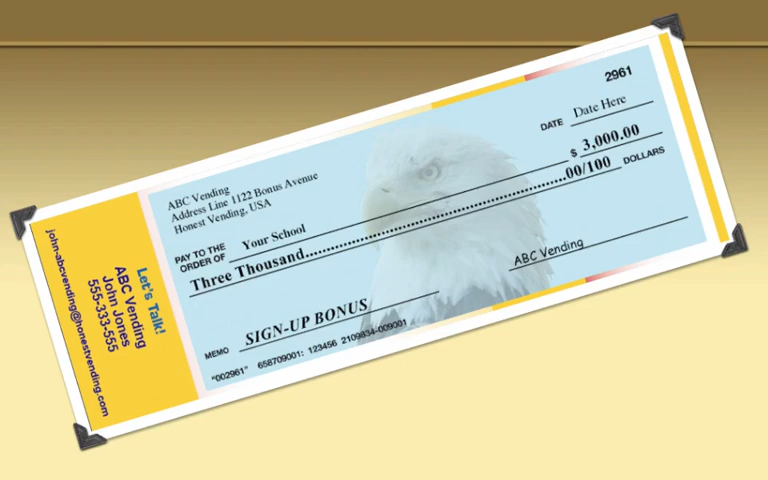 2961
DATE Date Here
ABC Vending
Address Line 1122 Bonus Avenue
Honest Vending, USA
$ 3,000.00
PAY TO THE
ORDER OF Your School
Three Thousand..............................................00/100 DOLLARS
ABC Vending
MEMO SIGN-UP BONUS
"002961" 658709001: 123456 2109834-009001
Let's Talk!
ABC Vending
John Jones
555-333-555
john-abcvending@honestvending.com